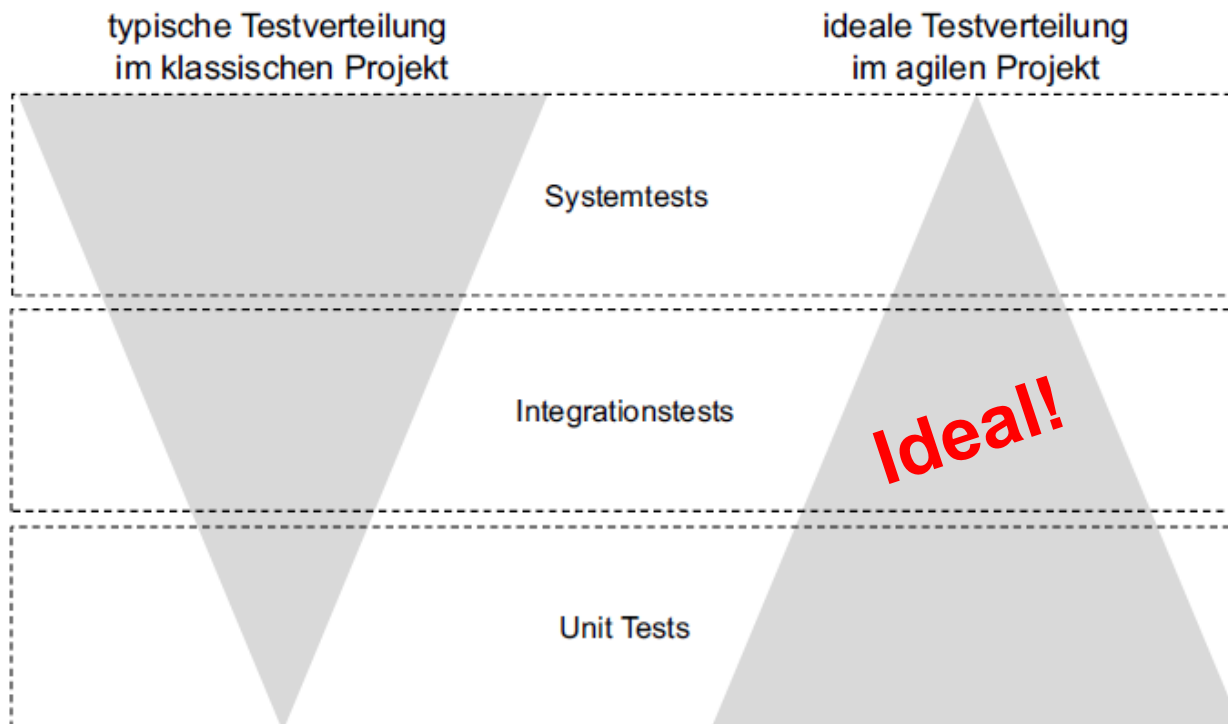 typische Testverteilung
im klassischen Projekt
ideale Testverteilung
im agilen Projekt
Systemtests
Integrationstests
Ideal!
Unit Tests